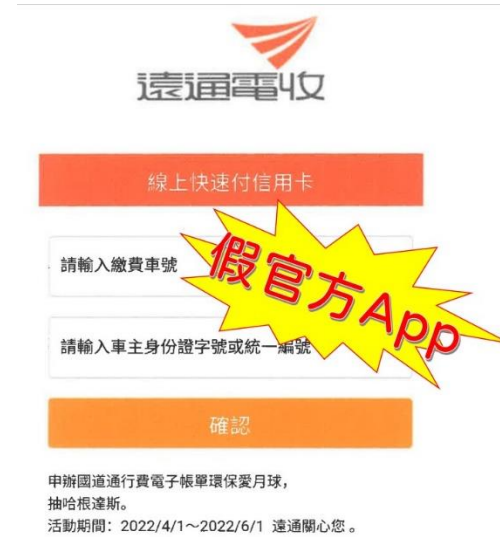 遠通電收
線上快速付信用卡
請輸入繳費車號
假官方App
請輸入車主身份證字號或統一編號
確認
申辦國道通行費電子帳單環保愛月球,
抽哈根達斯。
活動期間：2022/4/1～2022/6/1 遠通關心您。